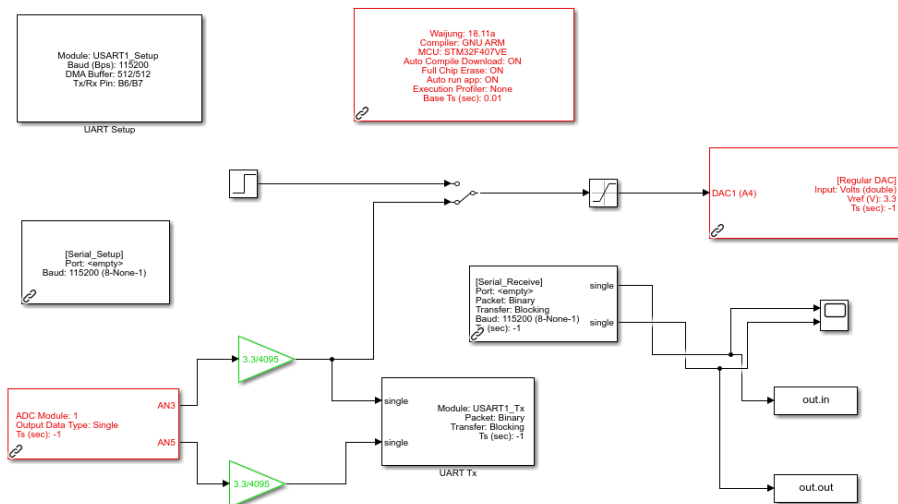 Module: USART1_Setup
Baud (Bps): 115200
DMA Buffer: 512/512
Tx/Rx Pin: B6/B7
UART Setup
Waijung: 18.11a
Compiler: GNU ARM
MCU: STM32F407VE
Auto Compile Download: ON
Full Chip Erase: ON
Auto run app: ON
Execution Profiler: None
Base Ts (sec): 0.01
DAC1 (A4)
[Regular DAC]
Input: Volts (double)
Vref (V): 3.3
Ts (sec): -1
[Serial_Setup]
Port: <empty>
Baud: 115200 (8-None-1)
[Serial_Receive]
Port: <empty>
Packet: Binary
Transfer: Blocking
Baud: 115200 (8-None-1)
(sec): -1
single
single
3.3/4095
ADC Module: 1
Output Data Type: Single
Ts (sec): -1
AN3
AN5
3.3/4095
single
single
Module: USART1_Tx
Packet: Binary
Transfer: Blocking
Ts (sec): -1
UART Tx
out.in
out.out